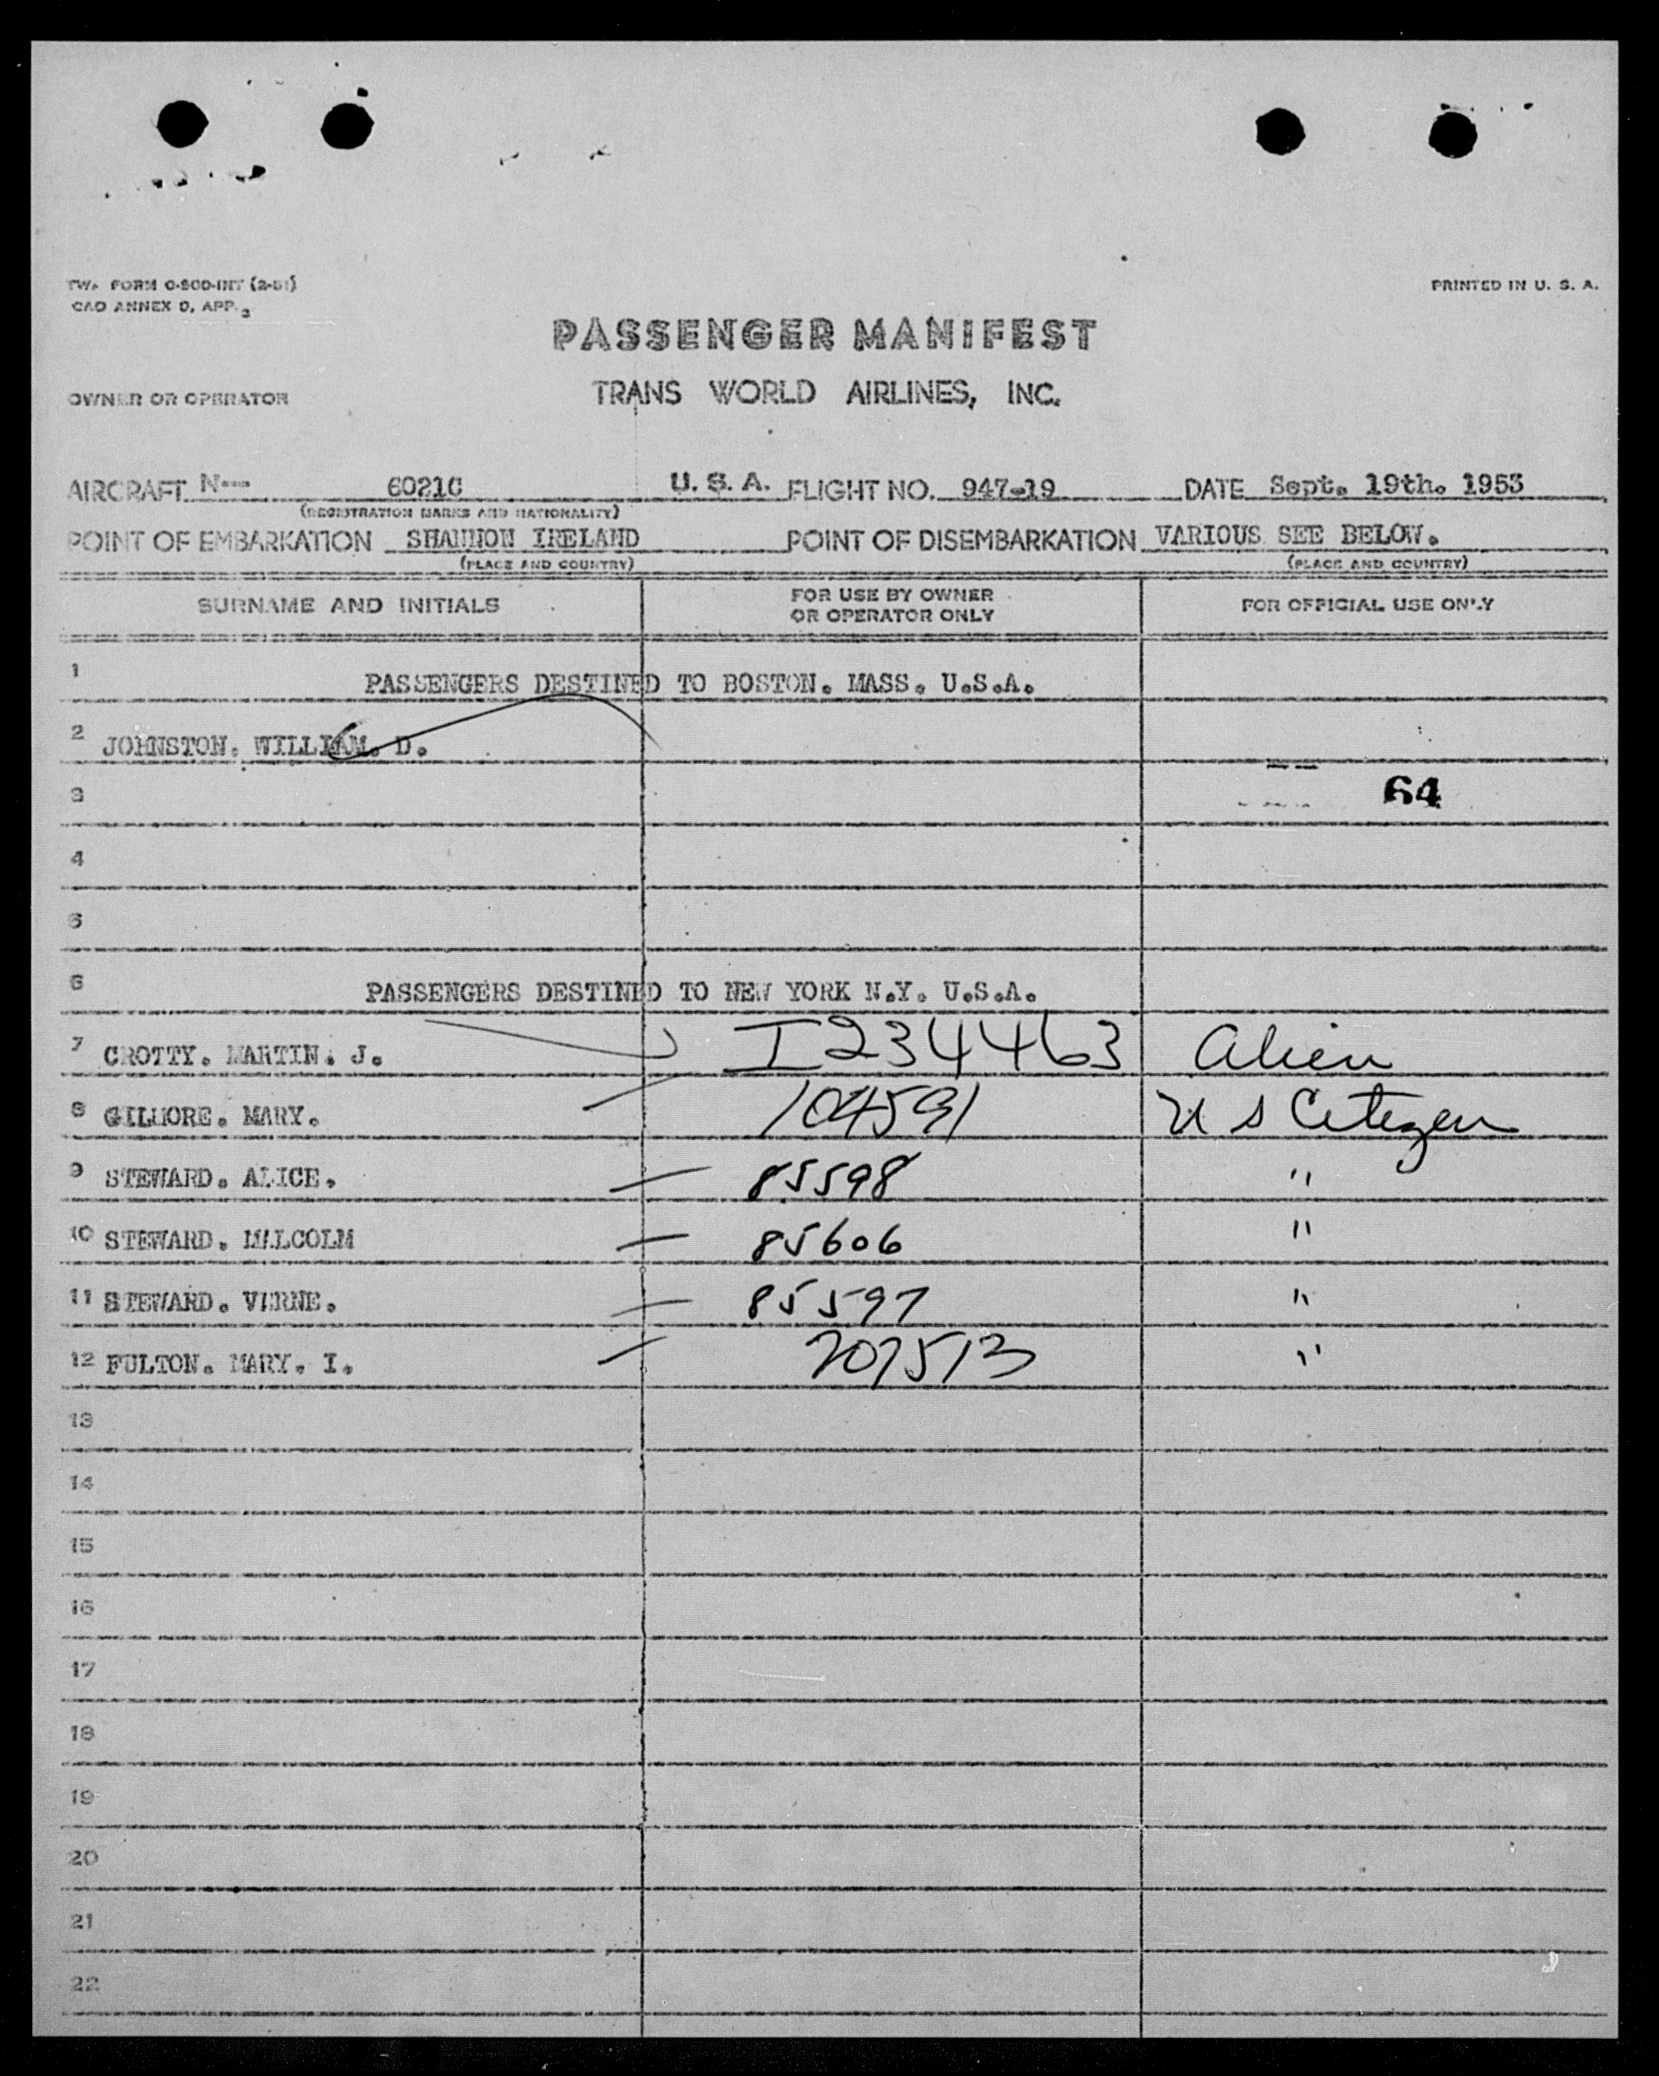 TWA FORM O-800-INT (2-51)
CAO ANNEX 9, APP. 3
PRINTED IN U. S. A.
PASSENGER MANIFEST
OWNER OR OPERATOR TRANS WORLD AIRLINES, INC.
AIRCRAFT N--- 6021C U. S. A. FLIGHT NO. 947-19 DATE Sept. 19th. 1953
(REGISTRATION MARKS AND NATIONALITY)
POINT OF EMBARKATION SHANNON IRELAND POINT OF DISEMBARKATION VARIOUS SEE BELOW.
(PLACE AND COUNTRY) (PLACE AND COUNTRY)
SURNAME AND INITIALS FOR USE BY OWNER OR OPERATOR ONLY FOR OFFICIAL USE ONLY
1 PASSENGERS DESTINED TO BOSTON. MASS. U.S.A.
2 JOHNSTON. WILLIAM. D.
3 64
4
5
6 PASSENGERS DESTINED TO NEW YORK N.Y. U.S.A.
7 CROTTY. MARTIN. J. I234463 Alien
8 GILMORE. MARY. 104591 U S Citizen
9 STEWARD. ALICE. 85598 "
10 STEWARD. MALCOLM 85606 "
11 STEWARD. VERNE. 85597 "
12 FULTON. MARY. I. 207513 "
13
14
15
16
17
18
19
20
21
22